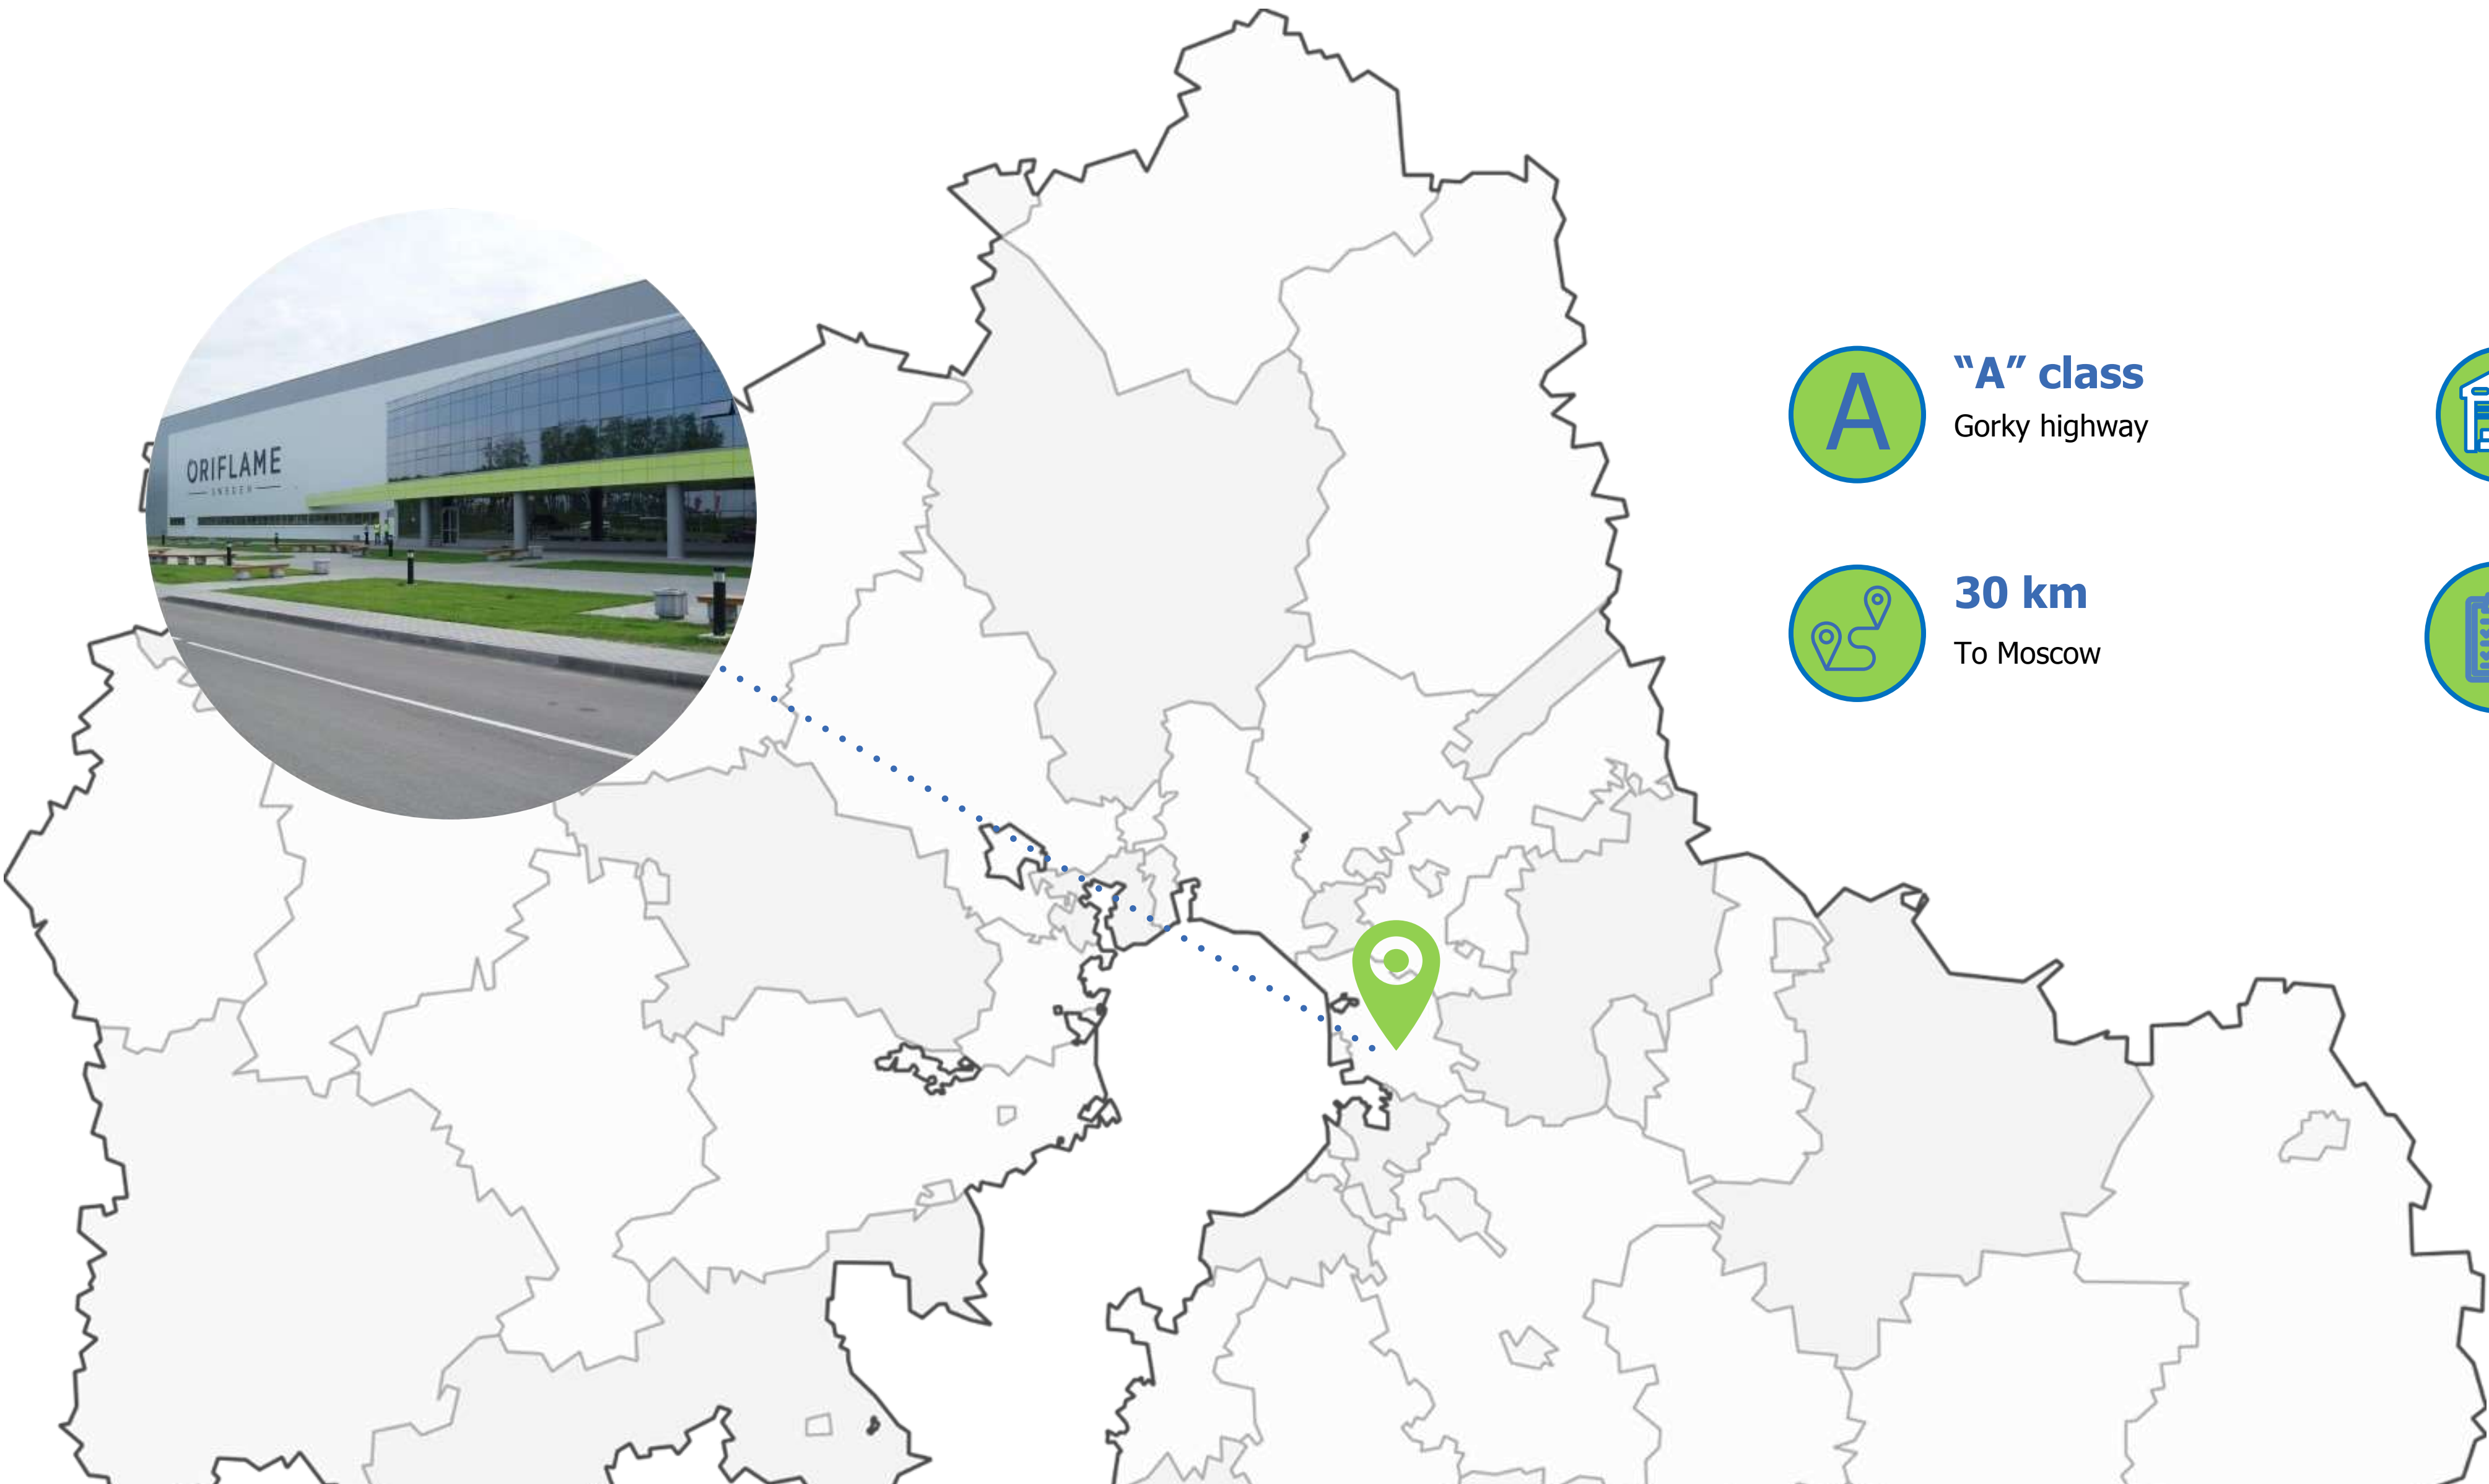 ORIFLAME
SWEDEN
A
“A” class
Gorky highway
30 km
To Moscow